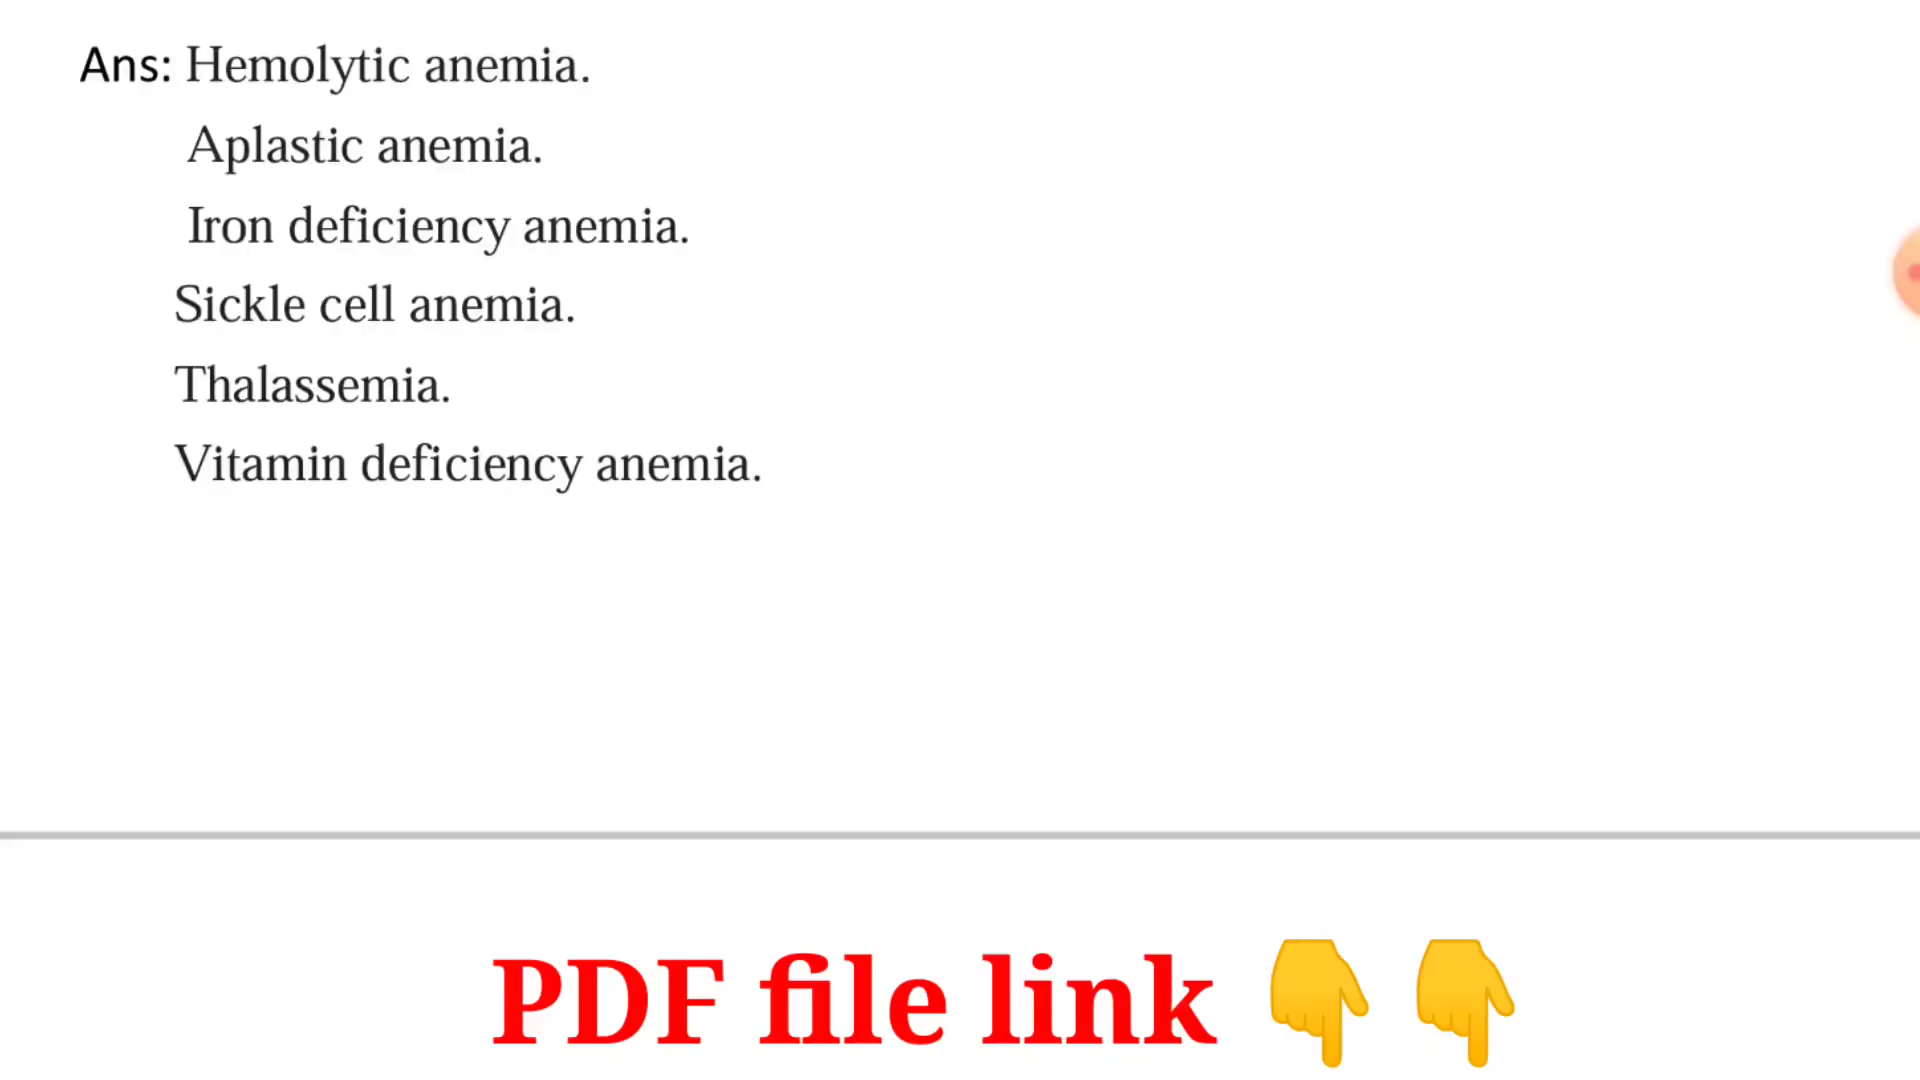 Ans: Hemolytic anemia.
Aplastic anemia.
Iron deficiency anemia.
Sickle cell anemia.
Thalassemia.
Vitamin deficiency anemia.
PDF file link 👇👇